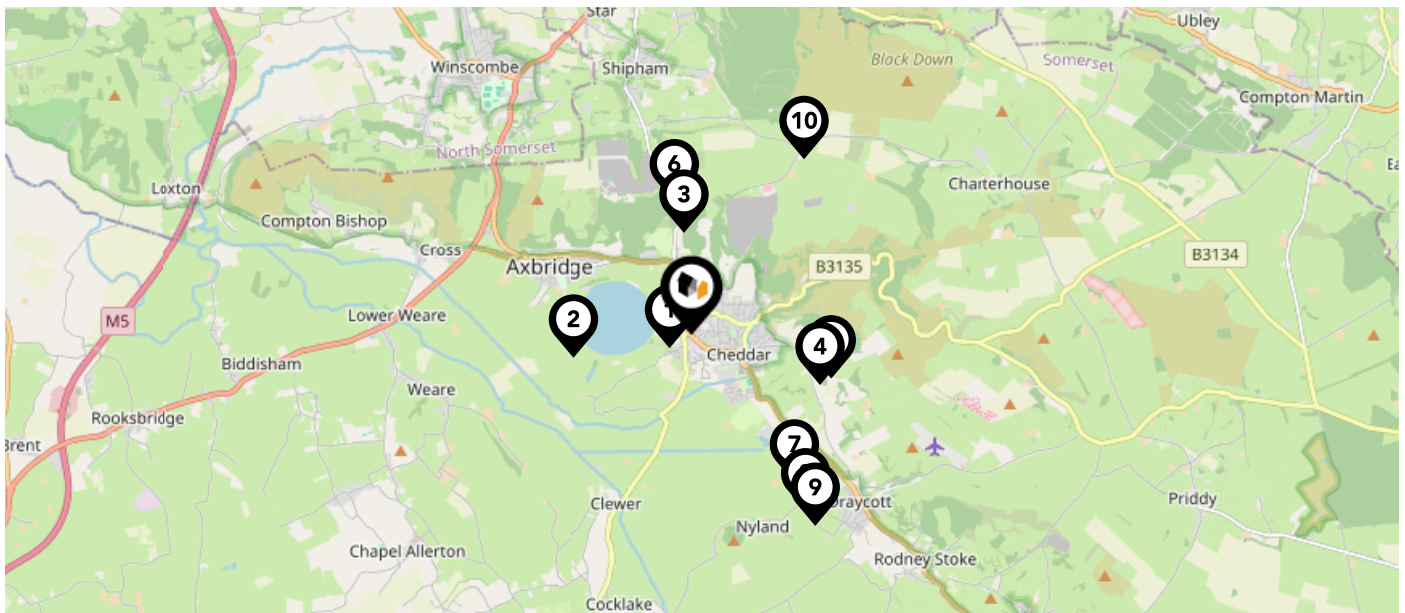 Star
Ubley
Winscombe
Shipham
Black Down
Somerset
Compton Martin
10
North Somerset
6
3
Loxton
Charterhouse
Compton Bishop
Cross
Axbridge
B3135
B3134
M5
Lower Weare
2
1
4
Cheddar
Biddisham
Weare
Rooksbridge
Brent
7
9
Draycott
Clewer
Nyland
Priddy
Chapel Allerton
Rodney Stoke
Cocklake